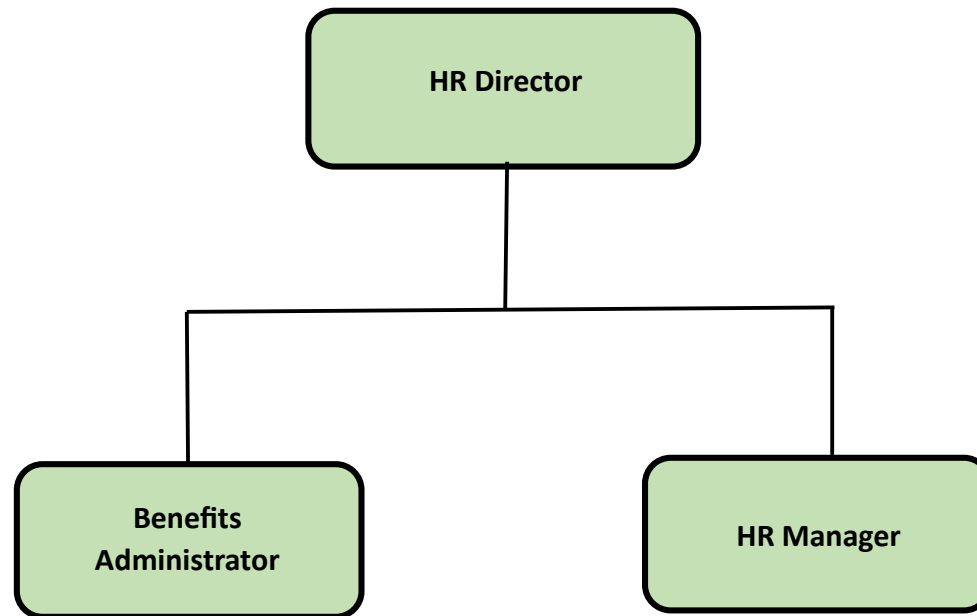 HR Director
Benefits
Administrator
HR Manager